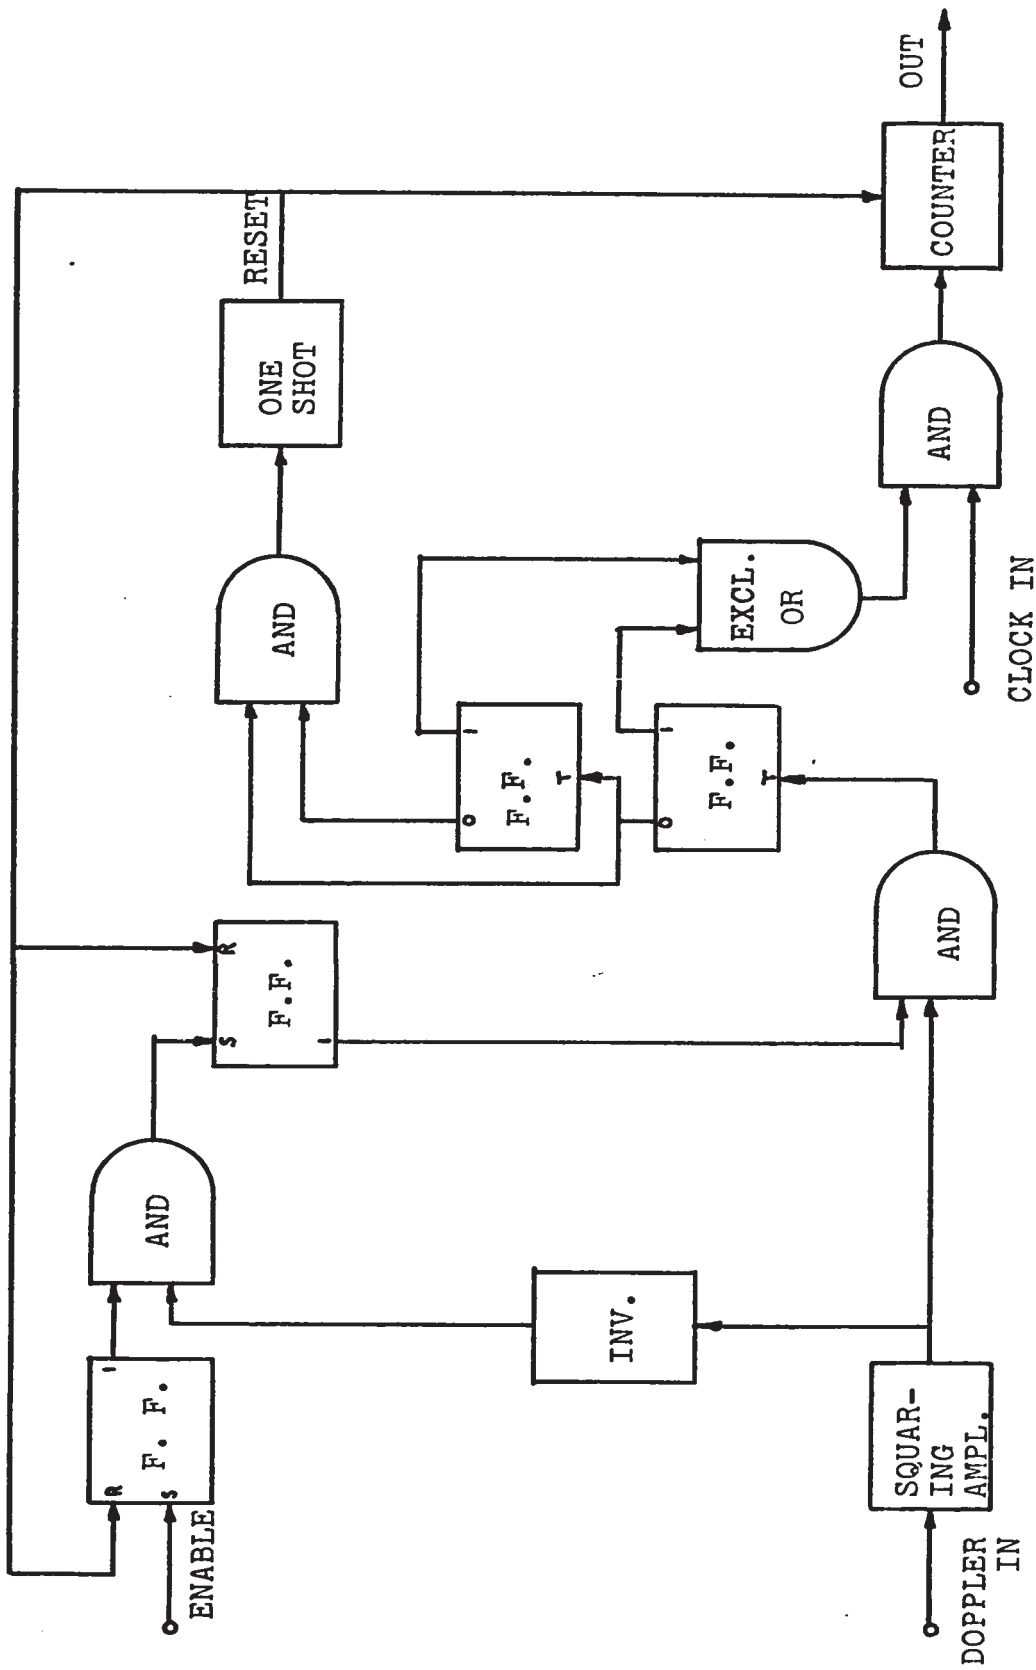 R
S
F. F.
1
ENABLE
AND
S
R
F.F.
1
AND
ONE
SHOT
RESET
0
1
F.F.
T
0
1
F.F.
T
EXCL.
OR
INV.
DOPPLER
IN
SQUAR-
ING
AMPL.
AND
CLOCK IN
AND
COUNTER
OUT